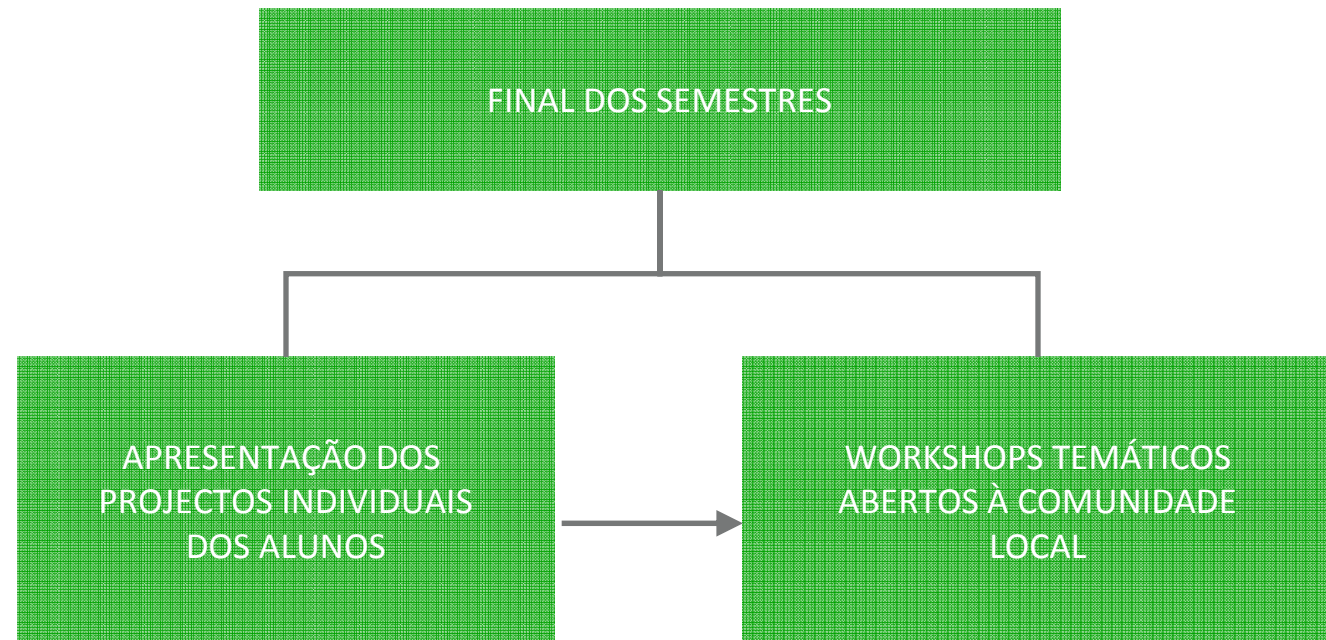 FINAL DOS SEMESTRES
APRESENTAÇÃO DOS
PROJECTOS INDIVIDUAIS
DOS ALUNOS
WORKSHOPS TEMÁTICOS
ABERTOS À COMUNIDADE
LOCAL